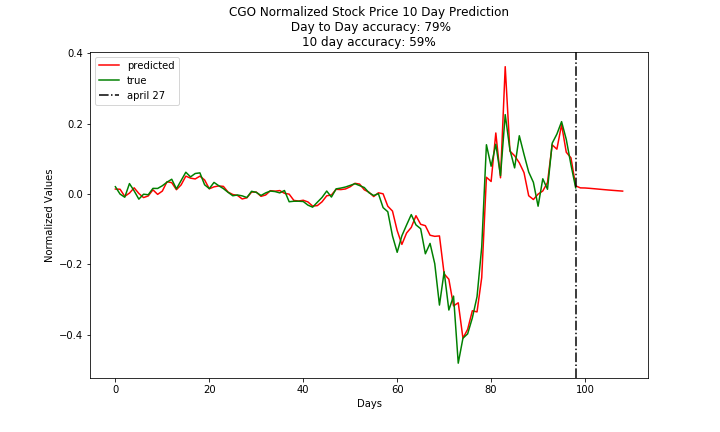 CGO Normalized Stock Price 10 Day Prediction
Day to Day accuracy: 79%
10 day accuracy: 59%
predicted
true
april 27
Normalized Values
0.4
0.2
0.0
−0.2
−0.4
0
20
40
60
80
100
Days